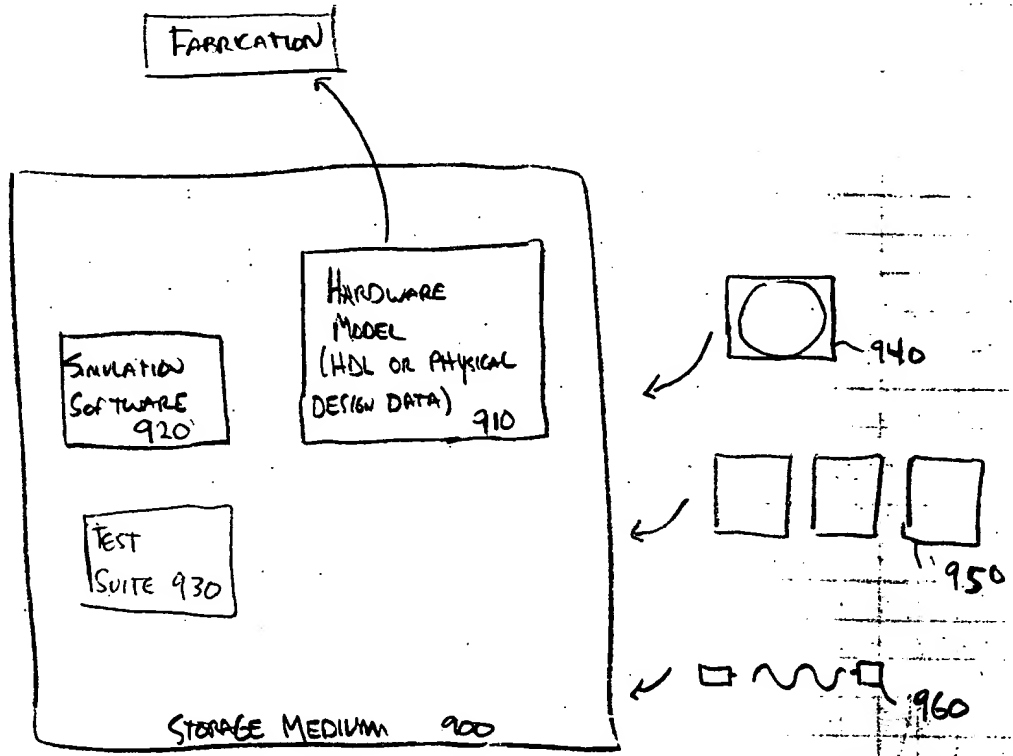 FABRICATION
HARDWARE
MODEL
(HDL OR PHYSICAL
DESIGN DATA)
910
SIMULATION
SOFTWARE
920
940
TEST
SUITE 930
950
960
STORAGE MEDIUM 900